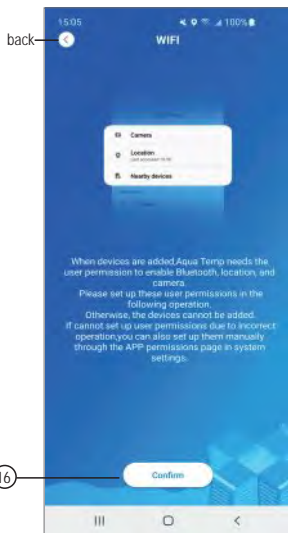 15:05
100%
back
WIFI
Camera
Location
Nearby devices
When devices are added,Aqua Temp needs the
user permission to enable Bluetooth, location, and
camera.
Please set up these user permissions in the
following operation.
Otherwise, the devices cannot be added.
If cannot set up user permissions due to incorrect
operation,you can also set up them manually
through the APP permissions page in system
settings.
16
Confirm